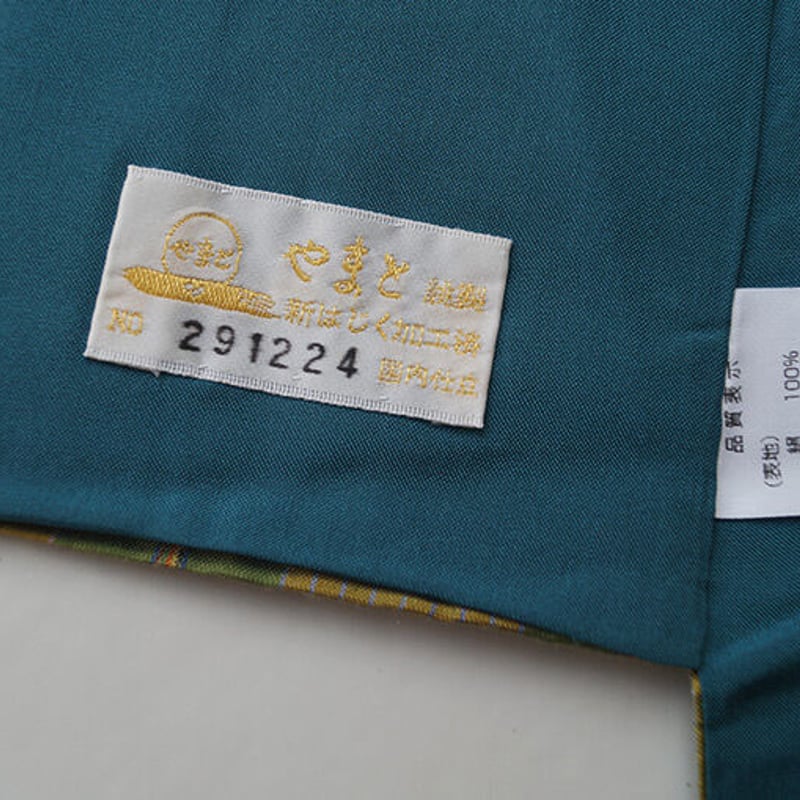 やまと
やまと 謹製
新はじく加工済
NO 291224 国内仕立
品質表示
(表地)
絹 100%